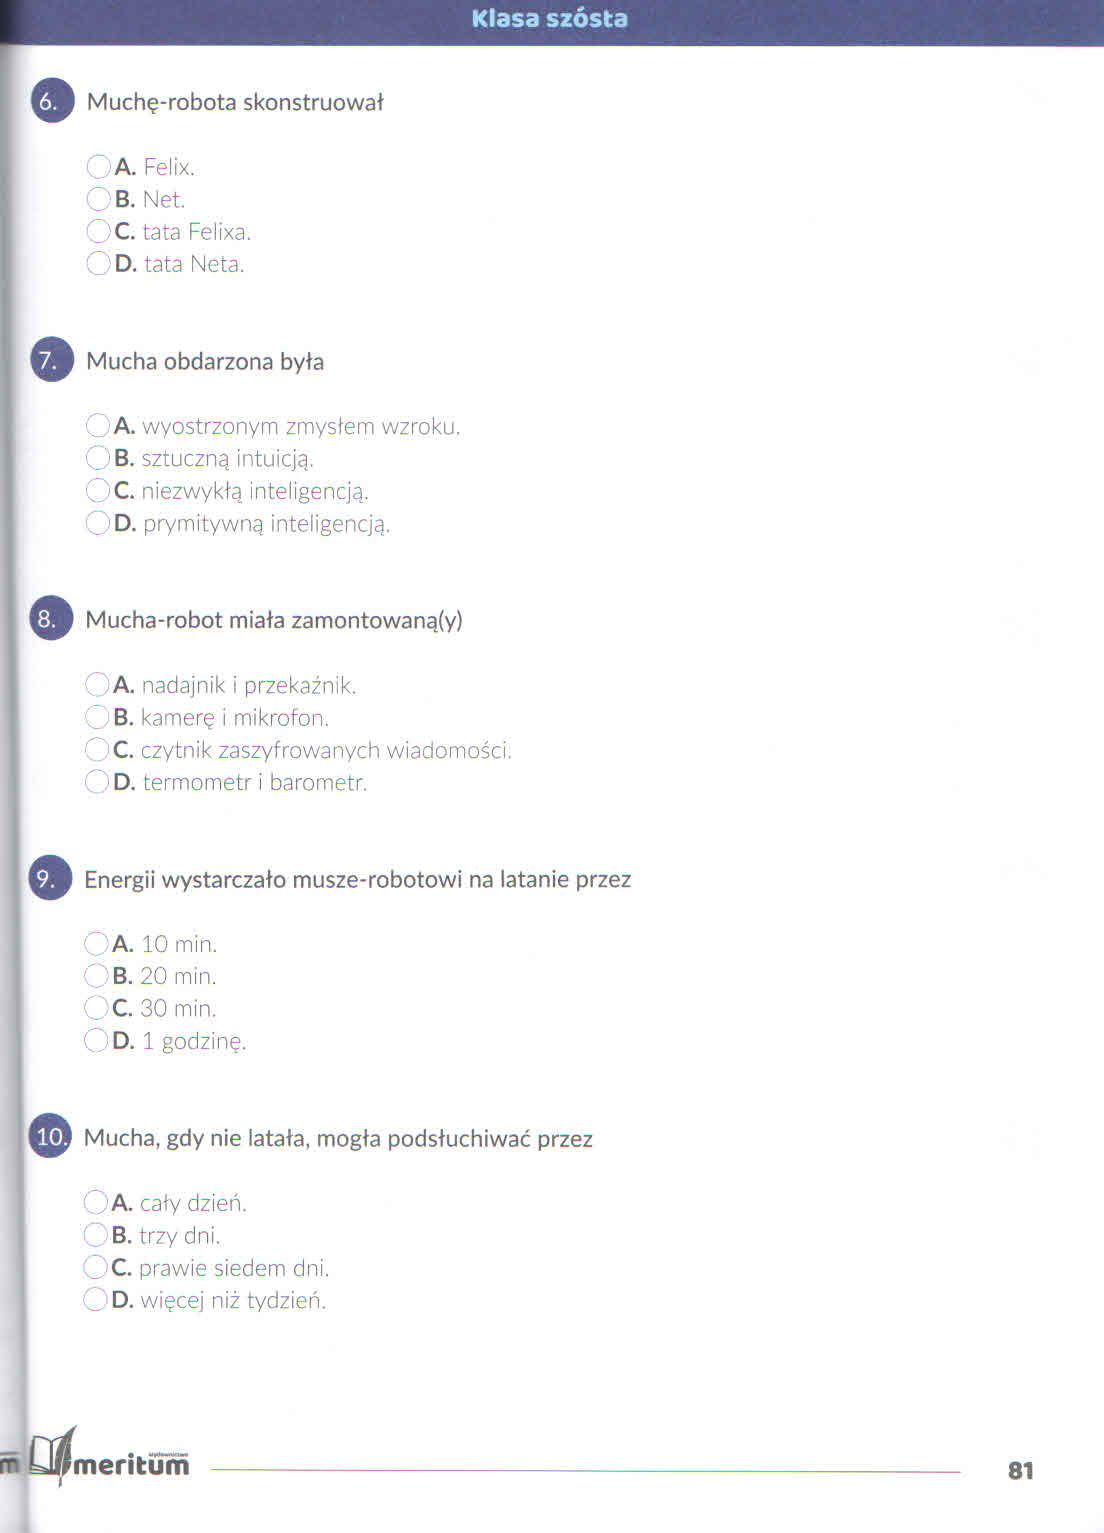 Klasa szósta
6. Muchę-robota skonstruował
A. Felix.
B. Net.
C. tata Felixa.
D. tata Neta.
7. Mucha obdarzona była
A. wyostrzonym zmysłem wzroku.
B. sztuczną intuicją.
C. niezwykłą inteligencją.
D. prymitywną inteligencją.
8. Mucha-robot miała zamontowaną(y)
A. nadajnik i przekaźnik.
B. kamerę i mikrofon.
C. czytnik zaszyfrowanych wiadomości.
D. termometr i barometr.
9. Energii wystarczało musze-robotowi na latanie przez
A. 10 min.
B. 20 min.
C. 30 min.
D. 1 godzinę.
10. Mucha, gdy nie latała, mogła podsłuchiwać przez
A. cały dzień.
B. trzy dni.
C. prawie siedem dni.
D. więcej niż tydzień.
m
wydawnictwo
meritum
81